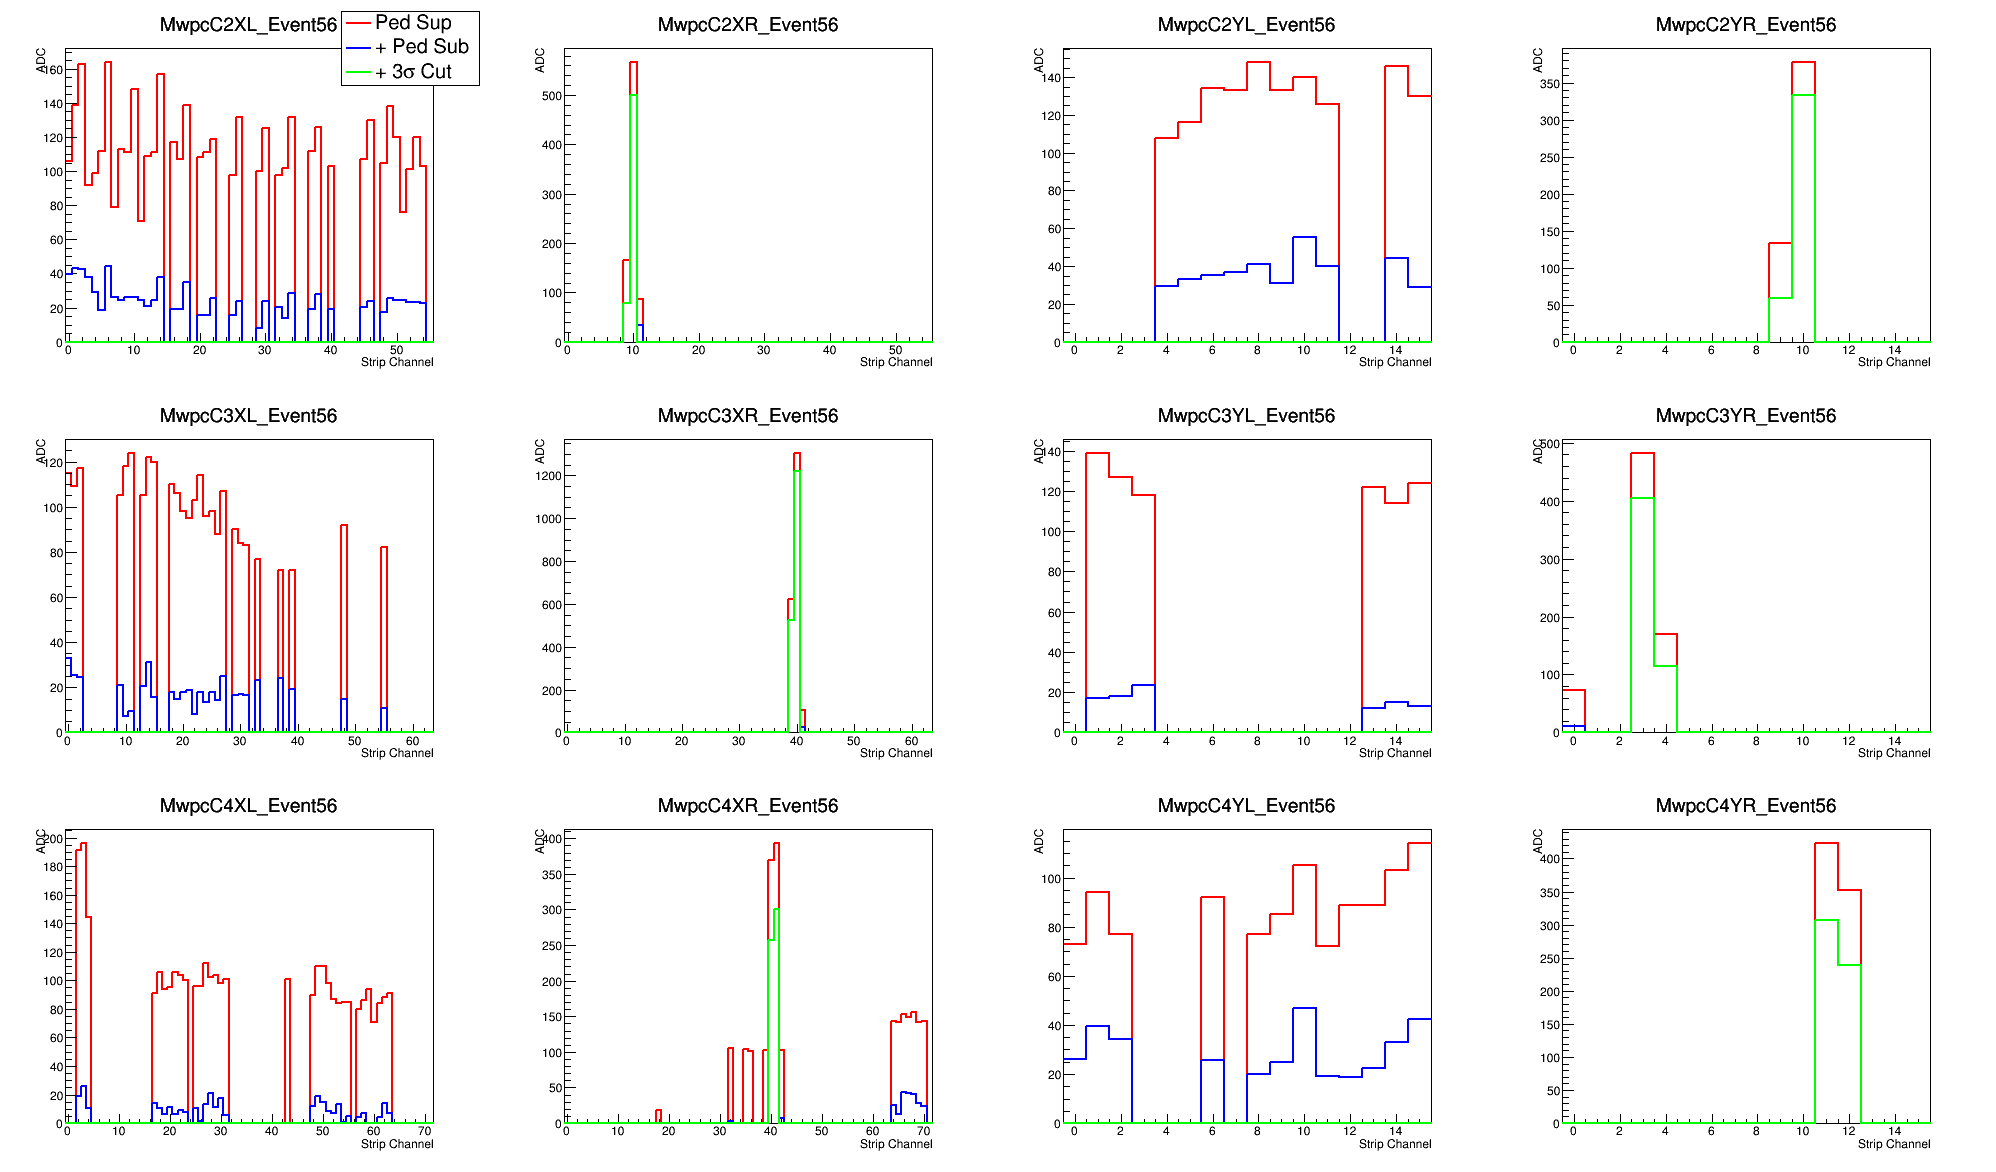 MwpcC2XL_Event56
Ped Sup
+ Ped Sub
+ 3σ Cut
ADC
160
140
120
100
80
60
40
20
0
0 10 20 30 40 50
Strip Channel
MwpcC2XR_Event56
ADC
500
400
300
200
100
0
0 10 20 30 40 50
Strip Channel
MwpcC2YL_Event56
ADC
140
120
100
80
60
40
20
0
0 2 4 6 8 10 12 14
Strip Channel
MwpcC2YR_Event56
ADC
350
300
250
200
150
100
50
0
0 2 4 6 8 10 12 14
Strip Channel
MwpcC3XL_Event56
ADC
120
100
80
60
40
20
0
0 10 20 30 40 50 60
Strip Channel
MwpcC3XR_Event56
ADC
1200
1000
800
600
400
200
0
0 10 20 30 40 50 60
Strip Channel
MwpcC3YL_Event56
ADC
140
120
100
80
60
40
20
0
0 2 4 6 8 10 12 14
Strip Channel
MwpcC3YR_Event56
ADC
500
400
300
200
100
0
0 2 4 6 8 10 12 14
Strip Channel
MwpcC4XL_Event56
ADC
200
180
160
140
120
100
80
60
40
20
0
0 10 20 30 40 50 60 70
Strip Channel
MwpcC4XR_Event56
ADC
400
350
300
250
200
150
100
50
0
0 10 20 30 40 50 60 70
Strip Channel
MwpcC4YL_Event56
ADC
100
80
60
40
20
0
0 2 4 6 8 10 12 14
Strip Channel
MwpcC4YR_Event56
ADC
400
350
300
250
200
150
100
50
0
0 2 4 6 8 10 12 14
Strip Channel